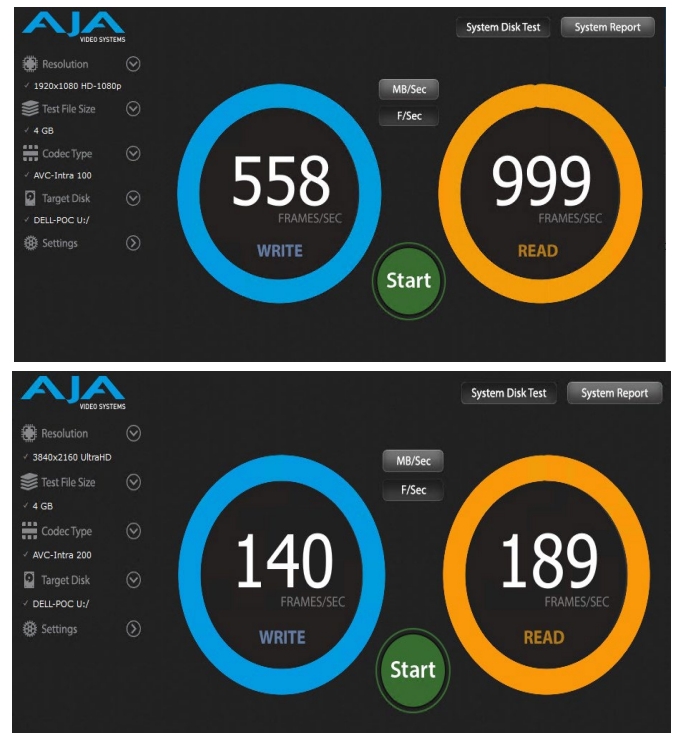 AJA
VIDEO SYSTEMS
System Disk Test
System Report
Resolution
✓ 1920x1080 HD-1080p
Test File Size
✓ 4 GB
Codec Type
✓ AVC-Intra 100
Target Disk
✓ DELL-POC U:/
Settings
MB/Sec
F/Sec
558
FRAMES/SEC
WRITE
999
FRAMES/SEC
READ
Start
AJA
VIDEO SYSTEMS
System Disk Test
System Report
Resolution
✓ 3840x2160 UltraHD
Test File Size
✓ 4 GB
Codec Type
✓ AVC-Intra 200
Target Disk
✓ DELL-POC U:/
Settings
MB/Sec
F/Sec
140
FRAMES/SEC
WRITE
189
FRAMES/SEC
READ
Start